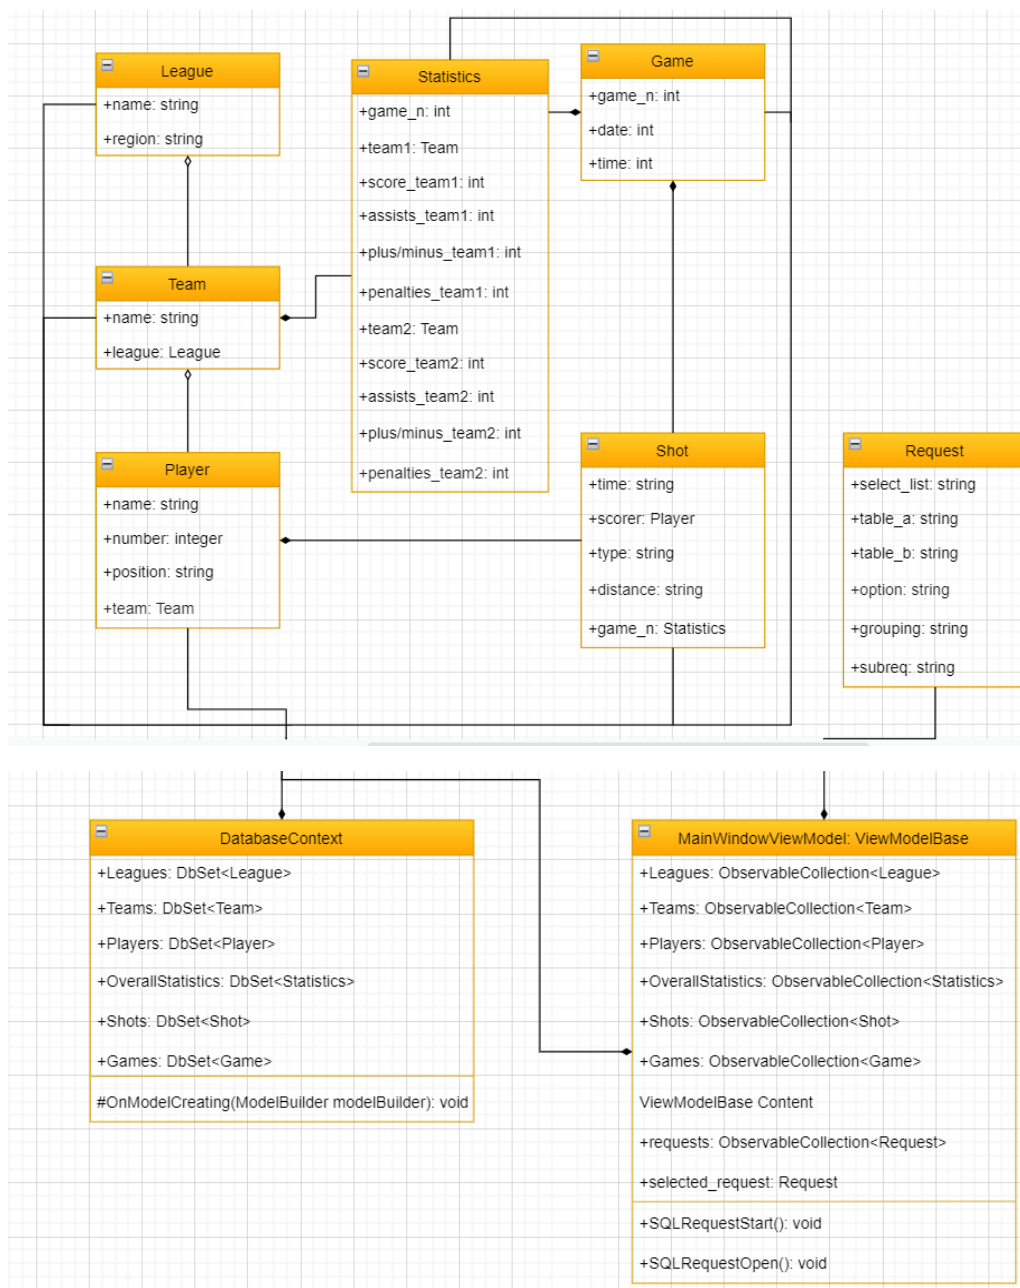 League
+name: string
+region: string
Statistics
+game_n: int
+team1: Team
+score_team1: int
+assists_team1: int
+plus/minus_team1: int
+penalties_team1: int
+team2: Team
+score_team2: int
+assists_team2: int
+plus/minus_team2: int
+penalties_team2: int
Game
+game_n: int
+date: int
+time: int
Team
+name: string
+league: League
Player
+name: string
+number: integer
+position: string
+team: Team
Shot
+time: string
+scorer: Player
+type: string
+distance: string
+game_n: Statistics
Request
+select_list: string
+table_a: string
+table_b: string
+option: string
+grouping: string
+subreq: string
DatabaseContext
+Leagues: DbSet<League>
+Teams: DbSet<Team>
+Players: DbSet<Player>
+OverallStatistics: DbSet<Statistics>
+Shots: DbSet<Shot>
+Games: DbSet<Game>
#OnModelCreating(ModelBuilder modelBuilder): void
MainWindowViewModel: ViewModelBase
+Leagues: ObservableCollection<League>
+Teams: ObservableCollection<Team>
+Players: ObservableCollection<Player>
+OverallStatistics: ObservableCollection<Statistics>
+Shots: ObservableCollection<Shot>
+Games: ObservableCollection<Game>
ViewModelBase Content
+requests: ObservableCollection<Request>
+selected_request: Request
+SQLRequestStart(): void
+SQLRequestOpen(): void